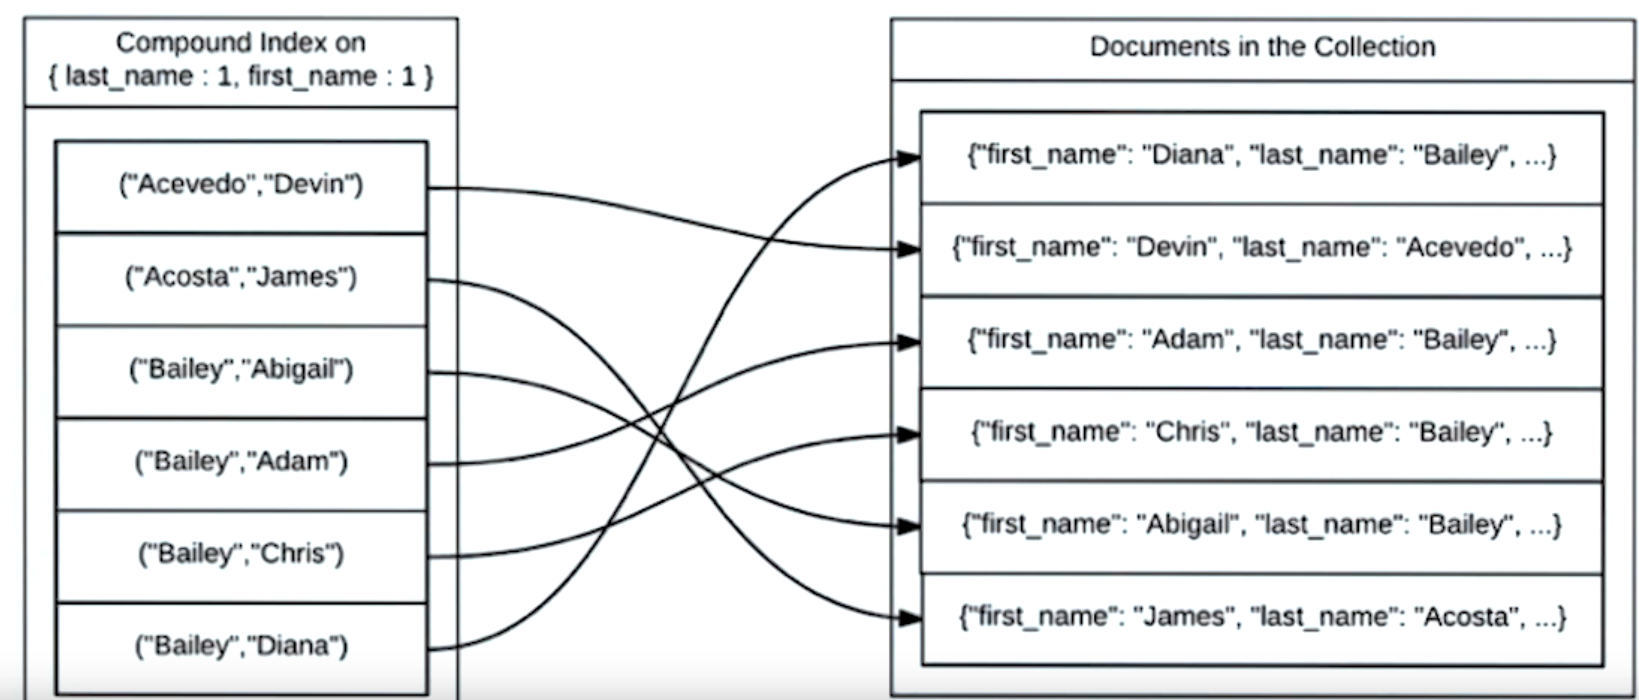 Compound Index on
{ last_name : 1, first_name : 1 }
("Acevedo","Devin")
("Acosta","James")
("Bailey","Abigail")
("Bailey","Adam")
("Bailey","Chris")
("Bailey","Diana")
Documents in the Collection
{"first_name": "Diana", "last_name": "Bailey", ...}
{"first_name": "Devin", "last_name": "Acevedo", ...}
{"first_name": "Adam", "last_name": "Bailey", ...}
{"first_name": "Chris", "last_name": "Bailey", ...}
{"first_name": "Abigail", "last_name": "Bailey", ...}
{"first_name": "James", "last_name": "Acosta", ...}